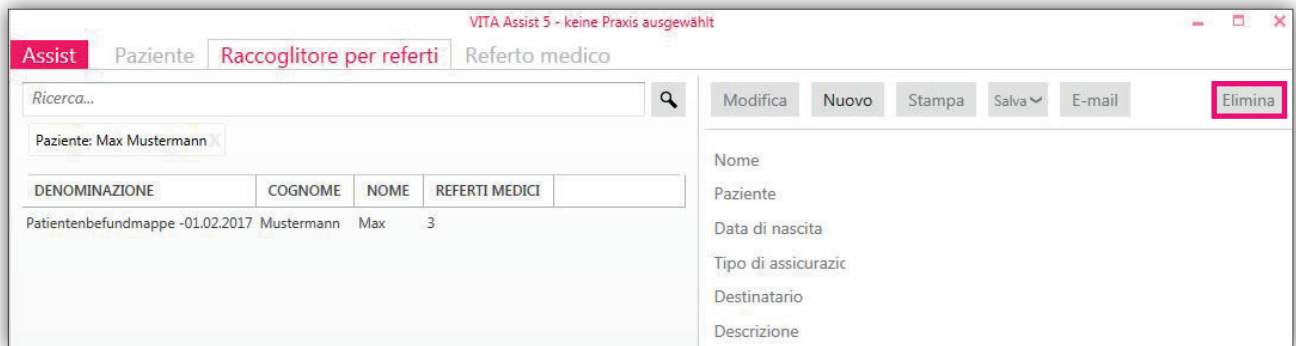 VITA Assist 5 - keine Praxis ausgewählt
Assist Paziente Raccoglitore per referti Referto medico
Ricerca...
Paziente: Max Mustermann X
DENOMINAZIONE COGNOME NOME REFERTI MEDICI
Patientenbefundmappe -01.02.2017 Mustermann Max 3
Modifica Nuovo Stampa Salva E-mail Elimina
Nome
Paziente
Data di nascita
Tipo di assicurazic
Destinatario
Descrizione